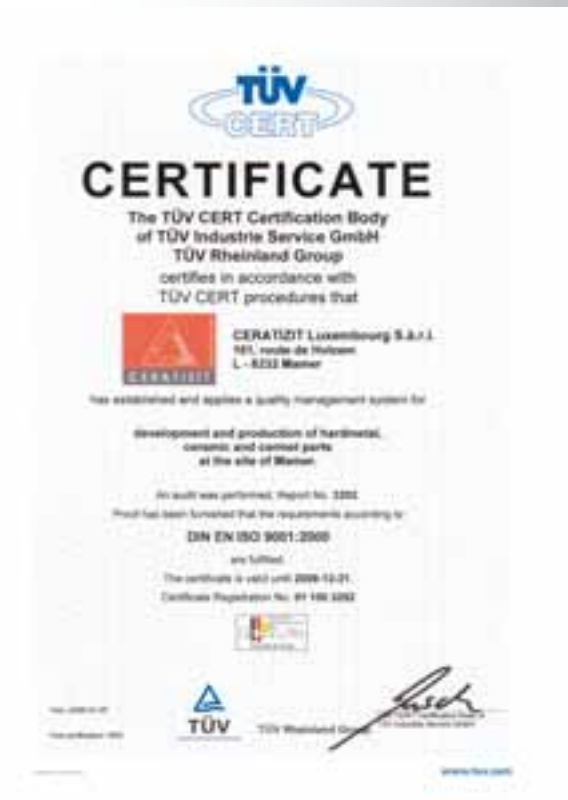 TÜV
CERT
CERTIFICATE
The TÜV CERT Certification Body
of TÜV Industrie Service GmbH
TÜV Rheinland Group
certifies in accordance with
TÜV CERT procedures that
CERATIZIT
CERATIZIT Luxembourg S.à.r.l.
101, route de Holzem
L - 8232 Mamer
has established and applies a quality management system for
development and production of hardmetal,
ceramic and cermet parts
at the site of Mamer.
An audit was performed, Report No. 3202
Proof has been furnished that the requirements according to
DIN EN ISO 9001:2000
are fulfilled.
The certificate is valid until
Certificate Registration No. 01 100 3202
TÜV
TÜV Rheinland Group
www.tuv.com